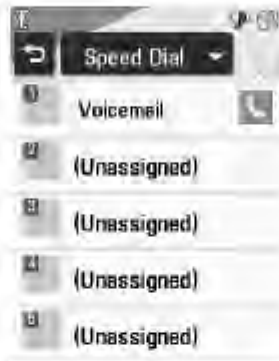 Speed Dial
1
Voicemail
2
(Unassigned)
3
(Unassigned)
4
(Unassigned)
5
(Unassigned)